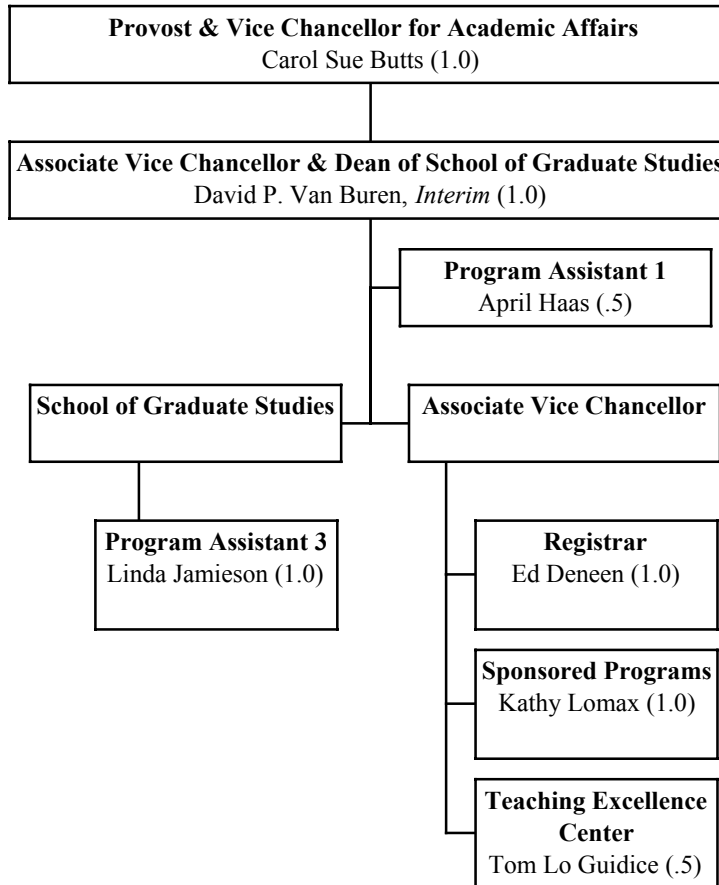 Provost & Vice Chancellor for Academic Affairs
Carol Sue Butts (1.0)
Associate Vice Chancellor & Dean of School of Graduate Studies
David P. Van Buren, Interim (1.0)
Program Assistant 1
April Haas (.5)
School of Graduate Studies
Associate Vice Chancellor
Program Assistant 3
Linda Jamieson (1.0)
Registrar
Ed Deneen (1.0)
Sponsored Programs
Kathy Lomax (1.0)
Teaching Excellence
Center
Tom Lo Guidice (.5)